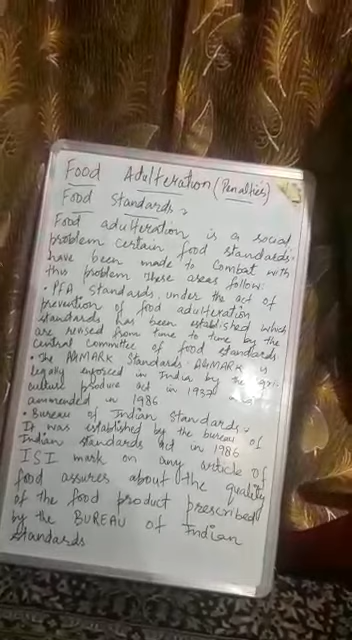 Food Adulteration (Penalties)
Food Standards
Food adulteration is a social
problem certain food standards
have been made to combat with
this problem These areas follow:
• PFA Standards under the act of
prevention of food adulteration
standards has been established which
are revised from time to time by the
central committee of food standards
• The AGMARK Standards. AGMARK is
legally enforced in India by the agri-
culture produce act in 1937 and
ammended in 1986
• Bureau of Indian Standards.
It was established by the bureau of
Indian standards act in 1986
ISI mark on any article of
food assures about the quality
of the food product prescribed
by the BUREAU of Indian
standards